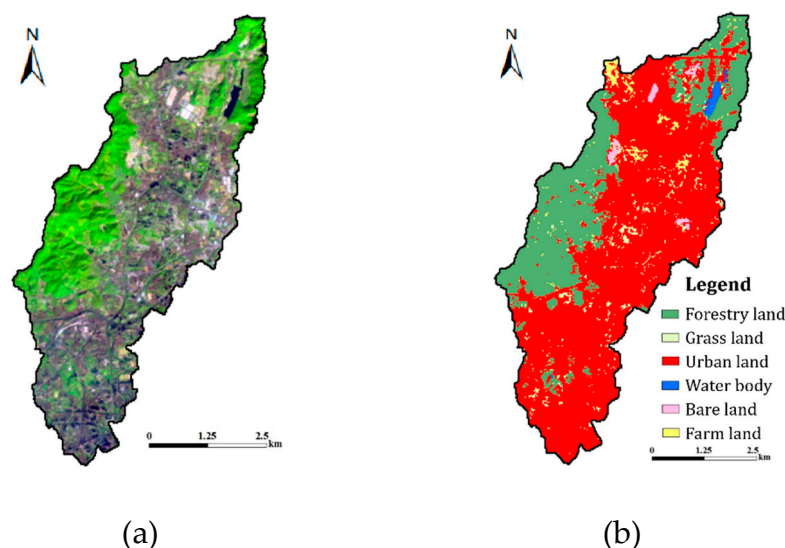 N
0 1.25 2.5
km
(a)
N
Legend
Forestry land
Grass land
Urban land
Water body
Bare land
Farm land
0 1.25 2.5
km
(b)